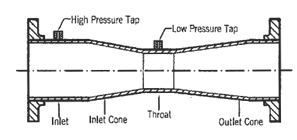 High Pressure Tap
Low Pressure Tap
Inlet
Inlet Cone
Throat
Outlet Cone